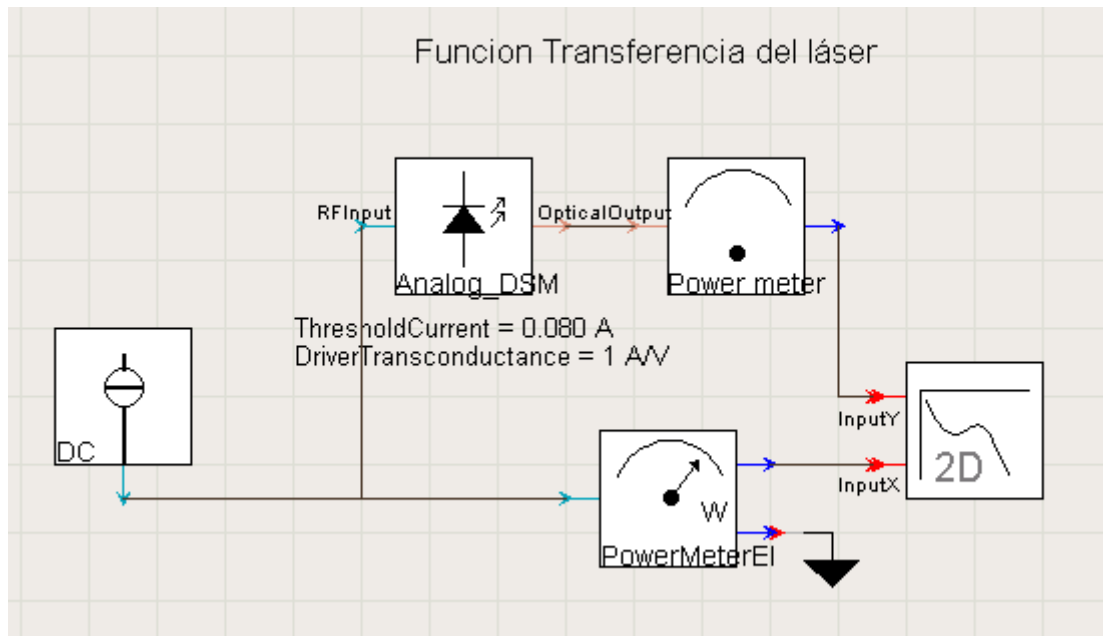 Funcion Transferencia del láser
RFInput
OpticalOutput
Analog_DSM
Power meter
ThresholdCurrent = 0.080 A
DriverTransconductance = 1 A/V
DC
InputY
InputX
2D
W
PowerMeterEl